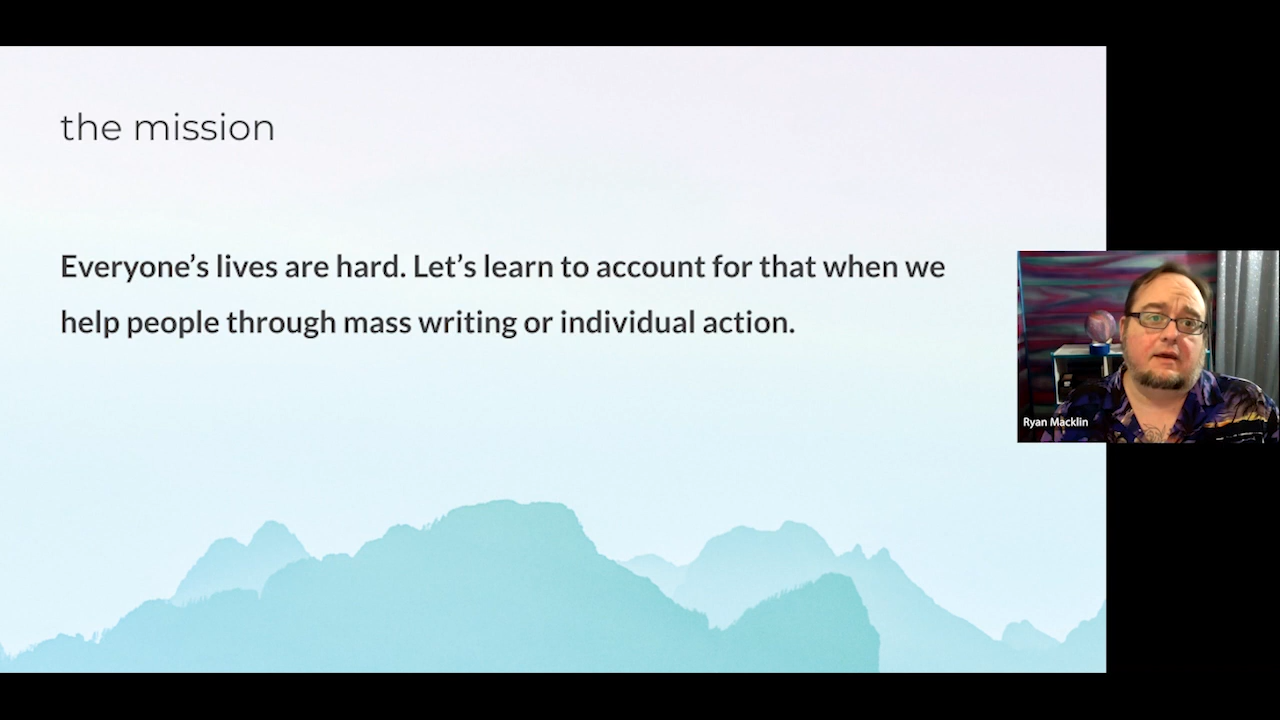 the mission
Everyone’s lives are hard. Let’s learn to account for that when we
help people through mass writing or individual action.
Ryan Macklin